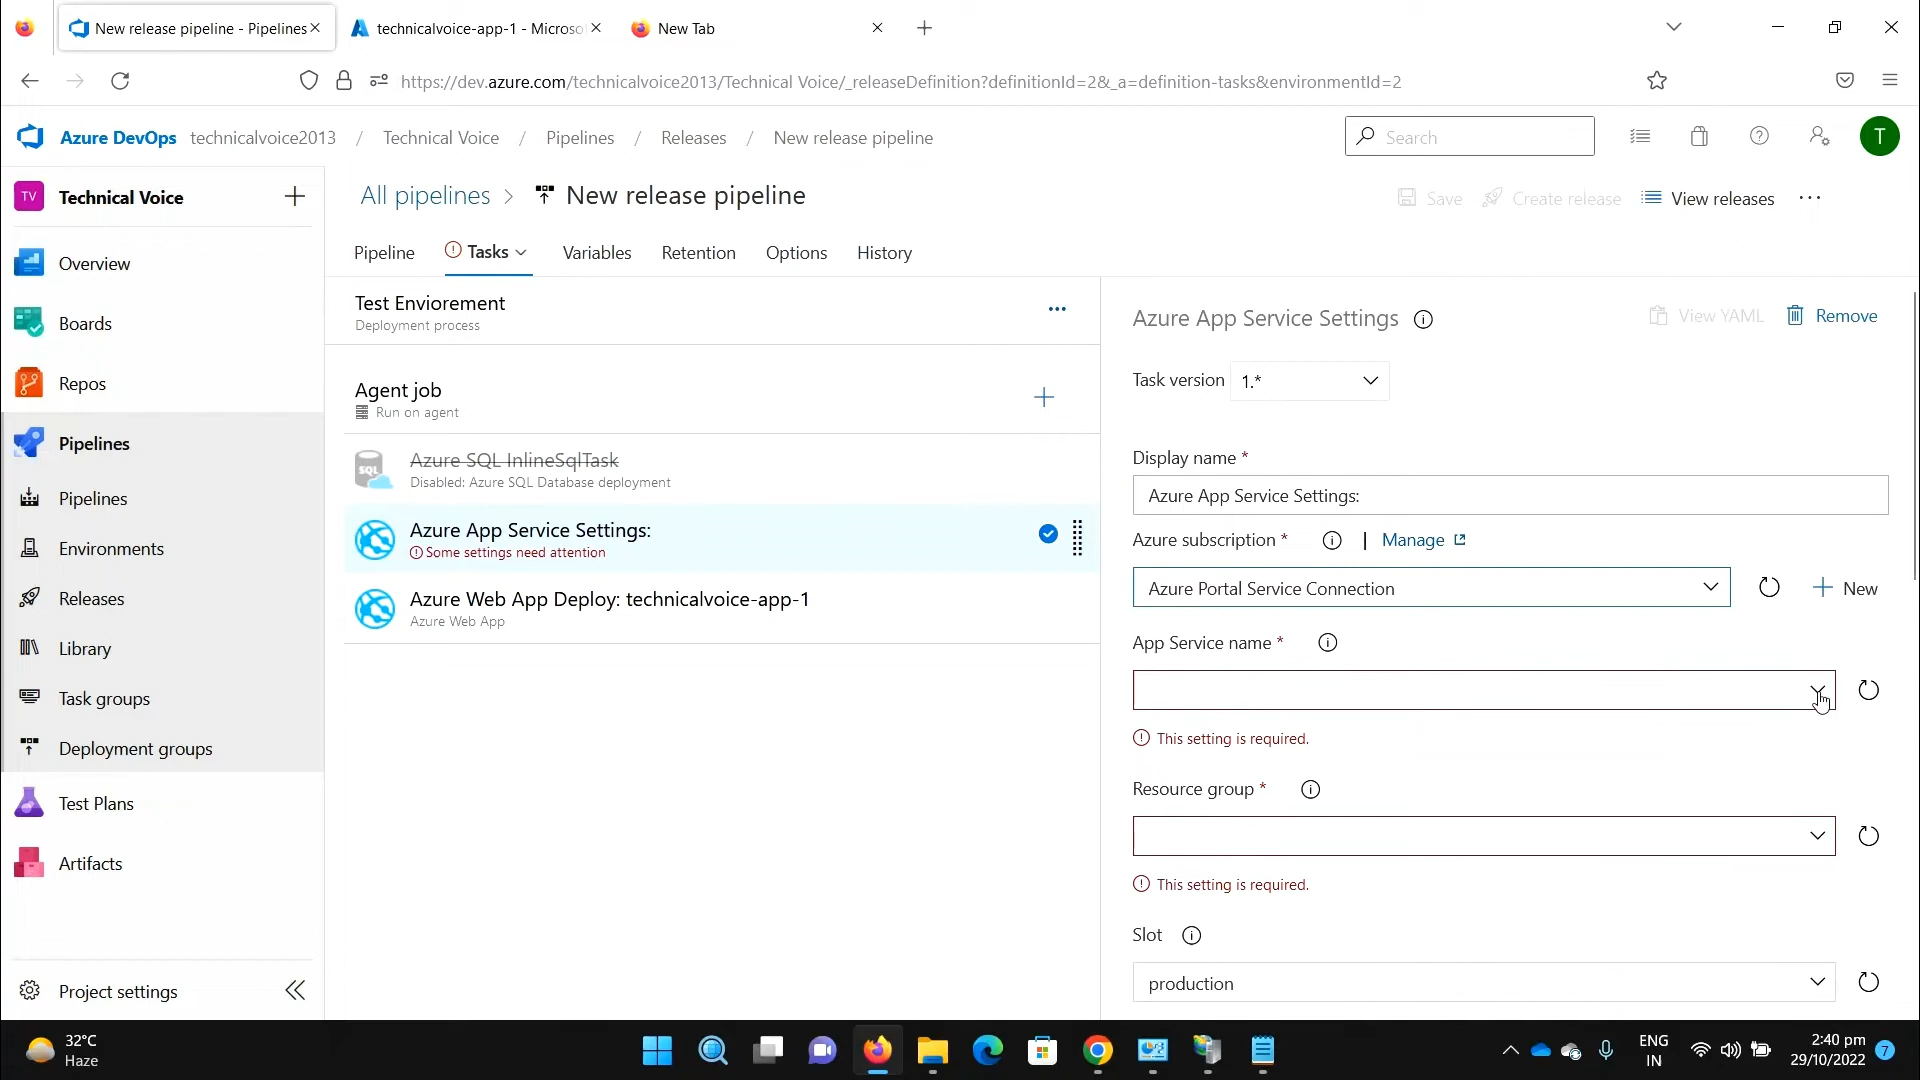 New release pipeline - Pipelines
technicalvoice-app-1 - Microso
New Tab
https://dev.azure.com/technicalvoice2013/Technical Voice/_releaseDefinition?definitionId=2&_a=definition-tasks&environmentId=2
Azure DevOps technicalvoice2013 / Technical Voice / Pipelines / Releases / New release pipeline
Search
T
TV Technical Voice
All pipelines > New release pipeline
Save
Create release
View releases
Overview
Boards
Repos
Pipelines
Pipelines
Environments
Releases
Library
Task groups
Deployment groups
Test Plans
Artifacts
Project settings
Pipeline
Tasks
Variables
Retention
Options
History
Test Enviorement
Deployment process
Agent job
Run on agent
SQL
Azure SQL InlineSqlTask
Disabled: Azure SQL Database deployment
Azure App Service Settings:
Some settings need attention
Azure Web App Deploy: technicalvoice-app-1
Azure Web App
Azure App Service Settings
View YAML
Remove
Task version 1.*
Display name *
Azure App Service Settings:
Azure subscription * | Manage
Azure Portal Service Connection
New
App Service name *
This setting is required.
Resource group *
This setting is required.
Slot
production
32°C
Haze
ENG
IN
2:40 pm
29/10/2022
7